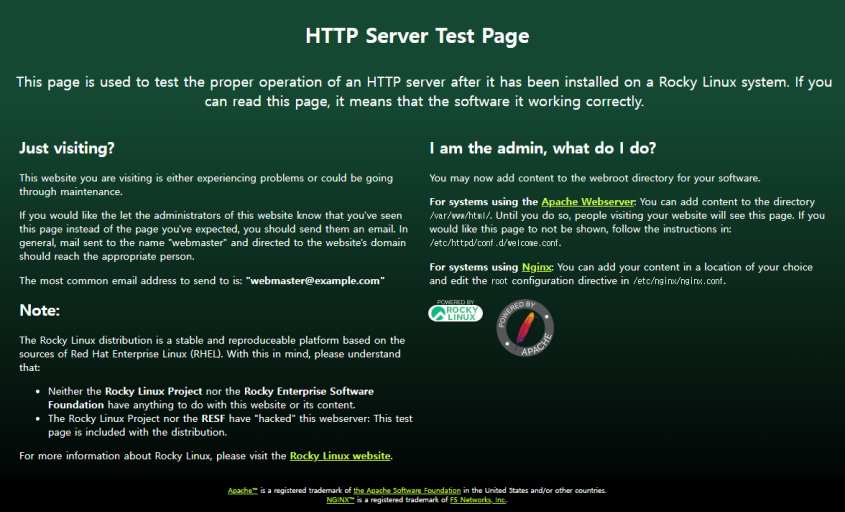 HTTP Server Test Page
This page is used to test the proper operation of an HTTP server after it has been installed on a Rocky Linux system. If you
can read this page, it means that the software it working correctly.
Just visiting?
This website you are visiting is either experiencing problems or could be going
through maintenance.
If you would like the let the administrators of this website know that you've seen
this page instead of the page you've expected, you should send them an email. In
general, mail sent to the name "webmaster" and directed to the website's domain
should reach the appropriate person.
The most common email address to send to is: "webmaster@example.com"
Note:
The Rocky Linux distribution is a stable and reproduceable platform based on the
sources of Red Hat Enterprise Linux (RHEL). With this in mind, please understand
that:
• Neither the Rocky Linux Project nor the Rocky Enterprise Software
Foundation have anything to do with this website or its content.
• The Rocky Linux Project nor the RESF have "hacked" this webserver: This test
page is included with the distribution.
For more information about Rocky Linux, please visit the Rocky Linux website.
I am the admin, what do I do?
You may now add content to the webroot directory for your software.
For systems using the Apache Webserver: You can add content to the directory
/var/www/html/. Until you do so, people visiting your website will see this page. If you
would like this page to not be shown, follow the instructions in:
/etc/httpd/conf.d/welcome.conf.
For systems using Nginx: You can add your content in a location of your choice
and edit the root configuration directive in /etc/nginx/nginx.conf.
POWERED BY
ROCKY
LINUX
POWERED BY
APACHE
Apache™ is a registered trademark of the Apache Software Foundation in the United States and/or other countries.
NGINX™ is a registered trademark of F5 Networks, Inc..